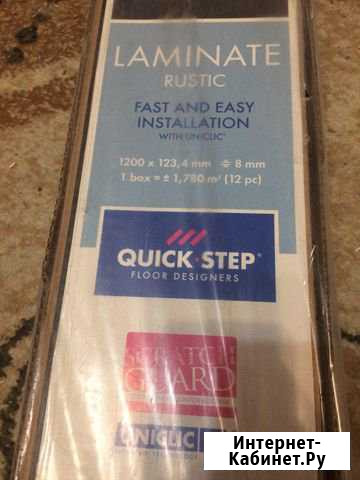 LAMINATE
RUSTIC
FAST AND EASY
INSTALLATION
WITH UNICLIC®
1200 x 123,4 mm ≑ 8 mm
1 box = ± 1,780 m² (12 pc)
QUICK·STEP®
FLOOR DESIGNERS
SCRATCH
GUARD
UNICLIC
Интернет-
Кабинет.Ру